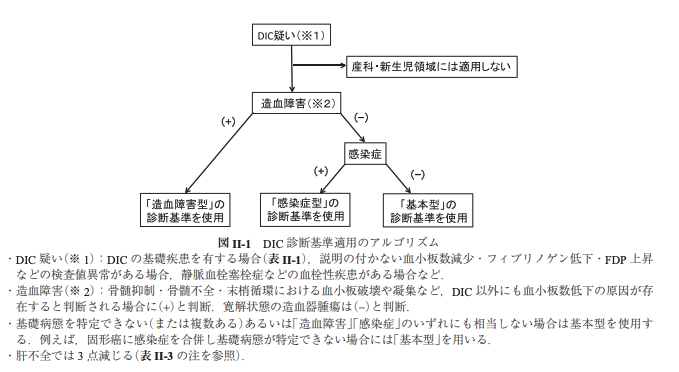 DIC疑い(※1)
産科・新生児領域には適用しない
造血障害(※2)
(+)
(−)
感染症
(+)
(−)
「造血障害型」の
診断基準を使用
「感染症型」の
診断基準を使用
「基本型」の
診断基準を使用
図 II-1 DIC 診断基準適用のアルゴリズム
・DIC 疑い(※ 1):DIC の基礎疾患を有する場合(表 II-1),説明の付かない血小板数減少・フィブリノゲン低下・FDP 上昇
などの検査値異常がある場合,静脈血栓塞栓症などの血栓性疾患がある場合など.
・造血障害(※ 2):骨髄抑制・骨髄不全・末梢循環における血小板破壊や凝集など,DIC 以外にも血小板数低下の原因が存
在すると判断される場合に(+)と判断.寛解状態の造血器腫瘍は(−)と判断.
・基礎病態を特定できない(または複数ある)あるいは「造血障害」「感染症」のいずれにも相当しない場合は基本型を使用す
る.例えば,固形癌に感染症を合併し基礎病態が特定できない場合には「基本型」を用いる.
・肝不全では 3 点減じる(表 II-3 の注を参照).